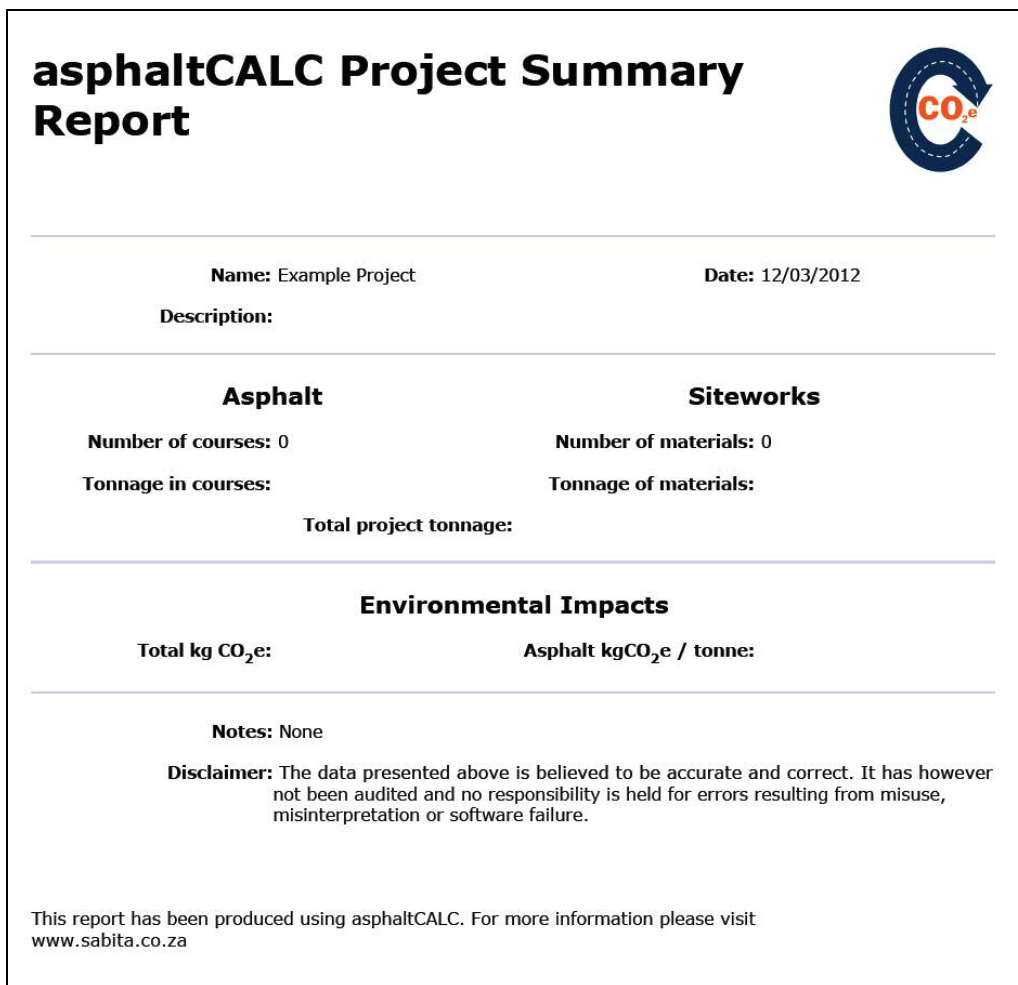 asphaltCALC Project Summary
Report
CO₂e
Name: Example Project Date: 12/03/2012
Description:
Asphalt Siteworks
Number of courses: 0 Number of materials: 0
Tonnage in courses: Tonnage of materials:
Total project tonnage:
Environmental Impacts
Total kg CO₂e: Asphalt kgCO₂e / tonne:
Notes: None
Disclaimer: The data presented above is believed to be accurate and correct. It has however
not been audited and no responsibility is held for errors resulting from misuse,
misinterpretation or software failure.
This report has been produced using asphaltCALC. For more information please visit
www.sabita.co.za